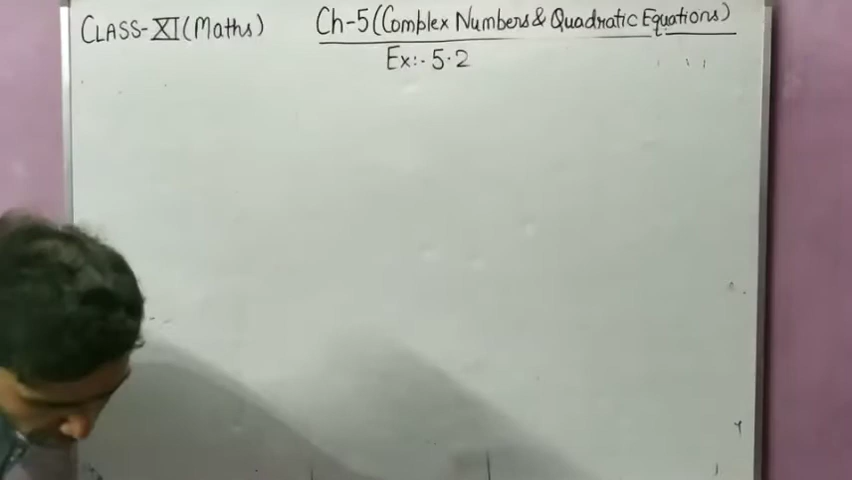 CLASS-XI(Maths) Ch-5(Complex Numbers & Quadratic Equations)
Ex:- 5.2